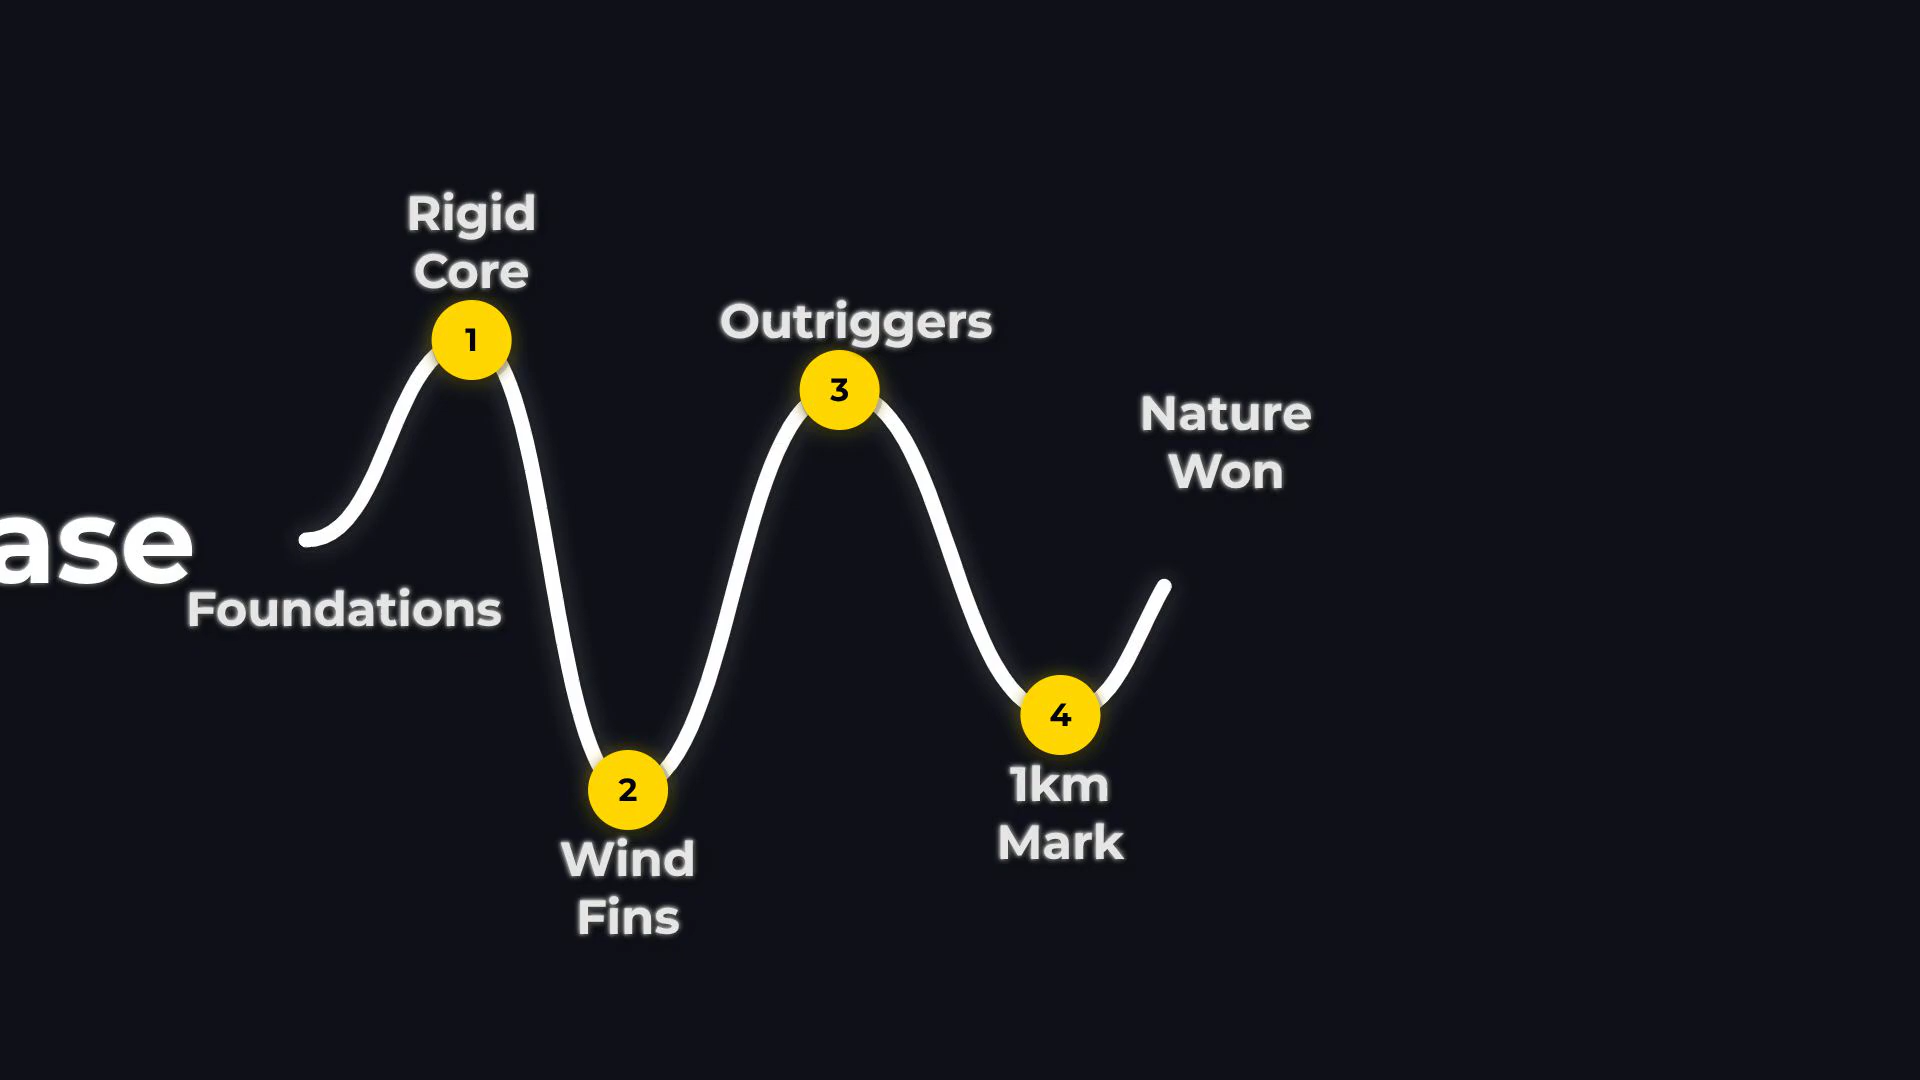 Rigid
Core
1
Outriggers
3
Nature
Won
ase
Foundations
4
1km
Mark
2
Wind
Fins